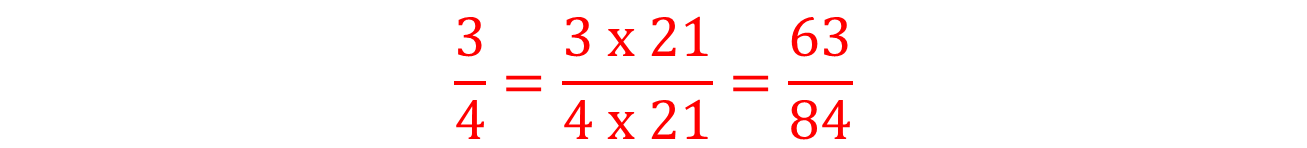 3/4 = 3 x 21/4 x 21 = 63/84